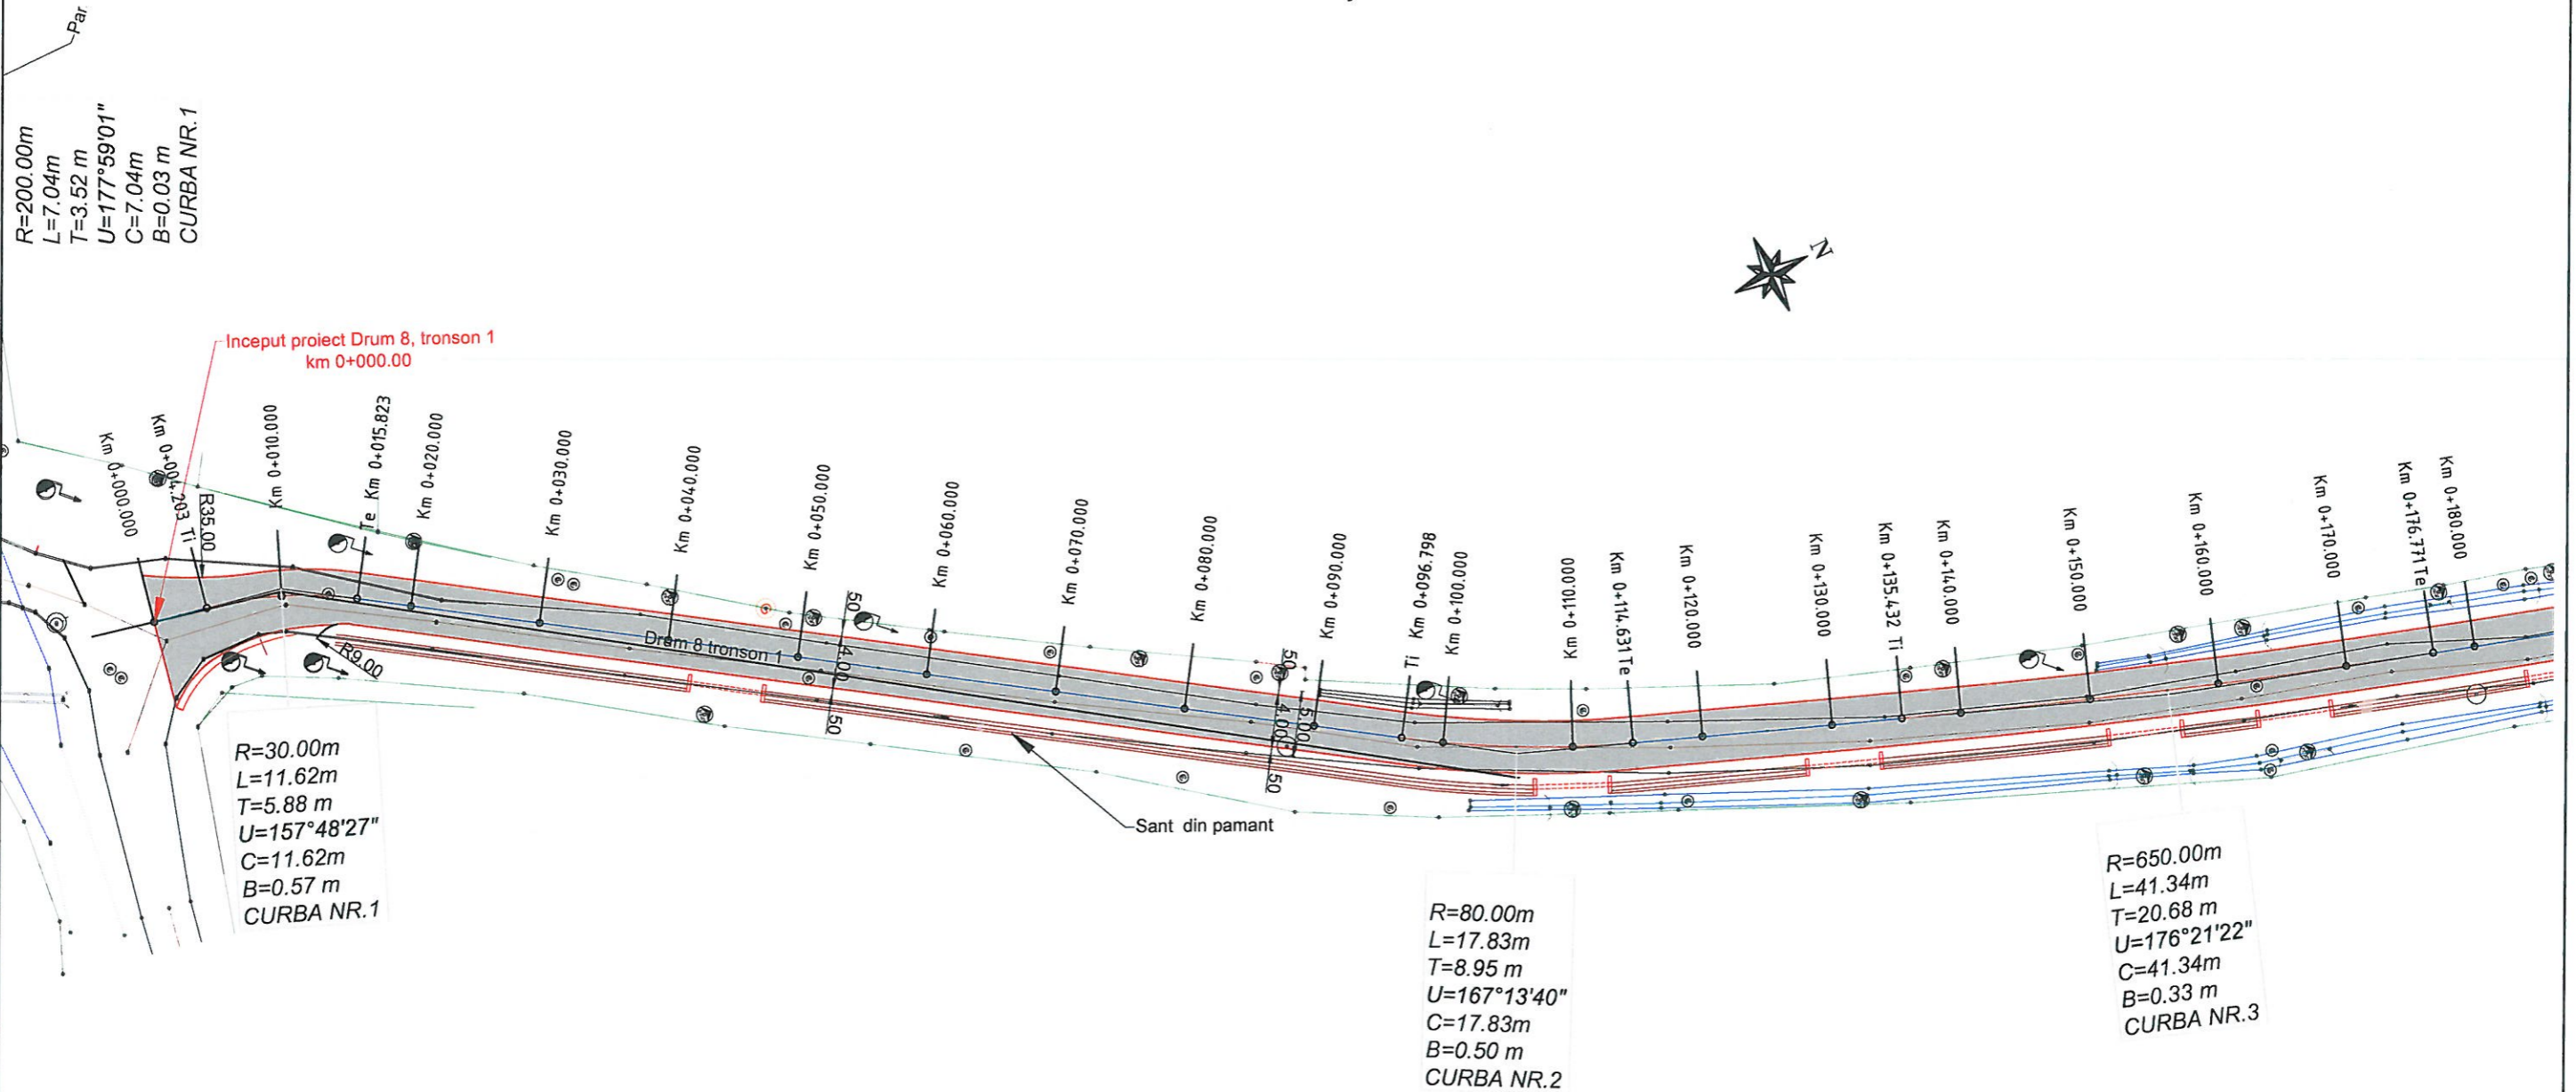 Par
R=200.00m
L=7.04m
T=3.52 m
U=177°59'01"
C=7.04m
B=0.03 m
CURBA NR.1
N
Inceput proiect Drum 8, tronson 1
km 0+000.00
Km 0+000.000
Km 0+004.203 Ti
R35.00
Km 0+010.000
Te Km 0+015.823
Km 0+020.000
Km 0+030.000
Km 0+040.000
Km 0+050.000
Km 0+060.000
Km 0+070.000
Km 0+080.000
Km 0+090.000
Ti Km 0+096.798
Km 0+100.000
Km 0+110.000
Km 0+114.631 Te
Km 0+120.000
Km 0+130.000
Km 0+135.432 Ti
Km 0+140.000
Km 0+150.000
Km 0+160.000
Km 0+170.000
Km 0+176.771 Te
Km 0+180.000
R9.00
Drum 8 tronson 1
50
4.00
50
50
4.00
5.00
50
Sant din pamant
R=30.00m
L=11.62m
T=5.88 m
U=157°48'27"
C=11.62m
B=0.57 m
CURBA NR.1
R=80.00m
L=17.83m
T=8.95 m
U=167°13'40"
C=17.83m
B=0.50 m
CURBA NR.2
R=650.00m
L=41.34m
T=20.68 m
U=176°21'22"
C=41.34m
B=0.33 m
CURBA NR.3